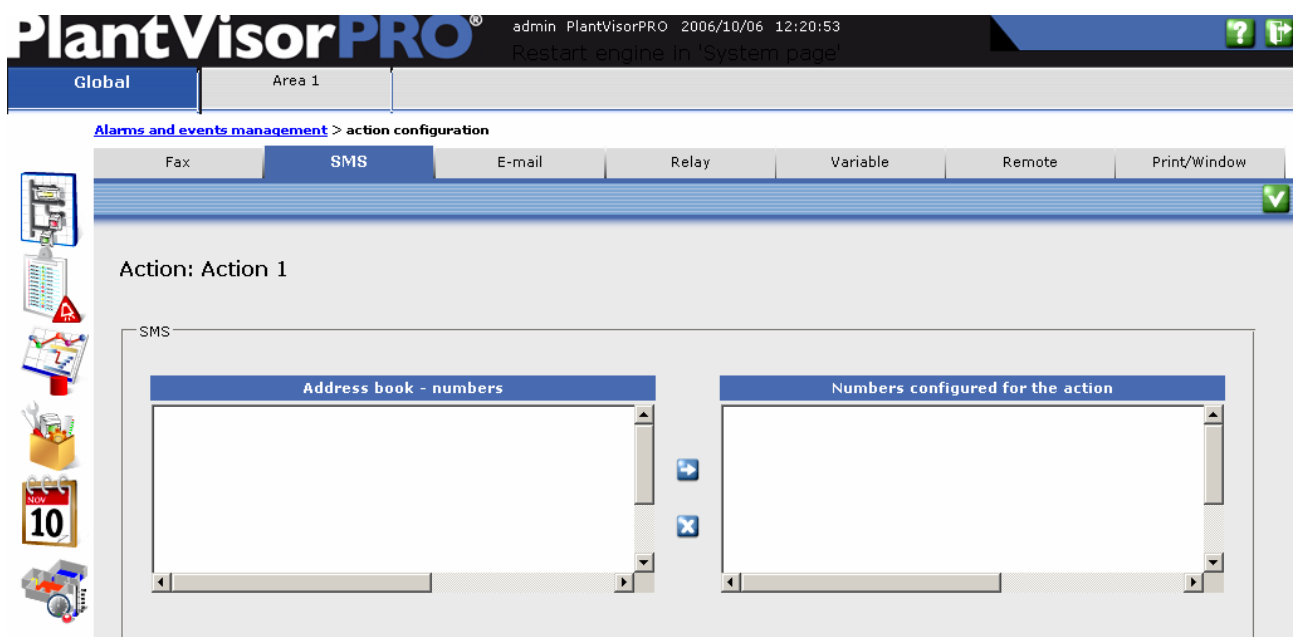 PlantVisorPRO®
admin PlantVisorPRO 2006/10/06 12:20:53
Restart engine in 'System page'
?
Global Area 1
Alarms and events management > action configuration
Fax SMS E-mail Relay Variable Remote Print/Window
Action: Action 1
SMS
Address book - numbers Numbers configured for the action
NOV
10